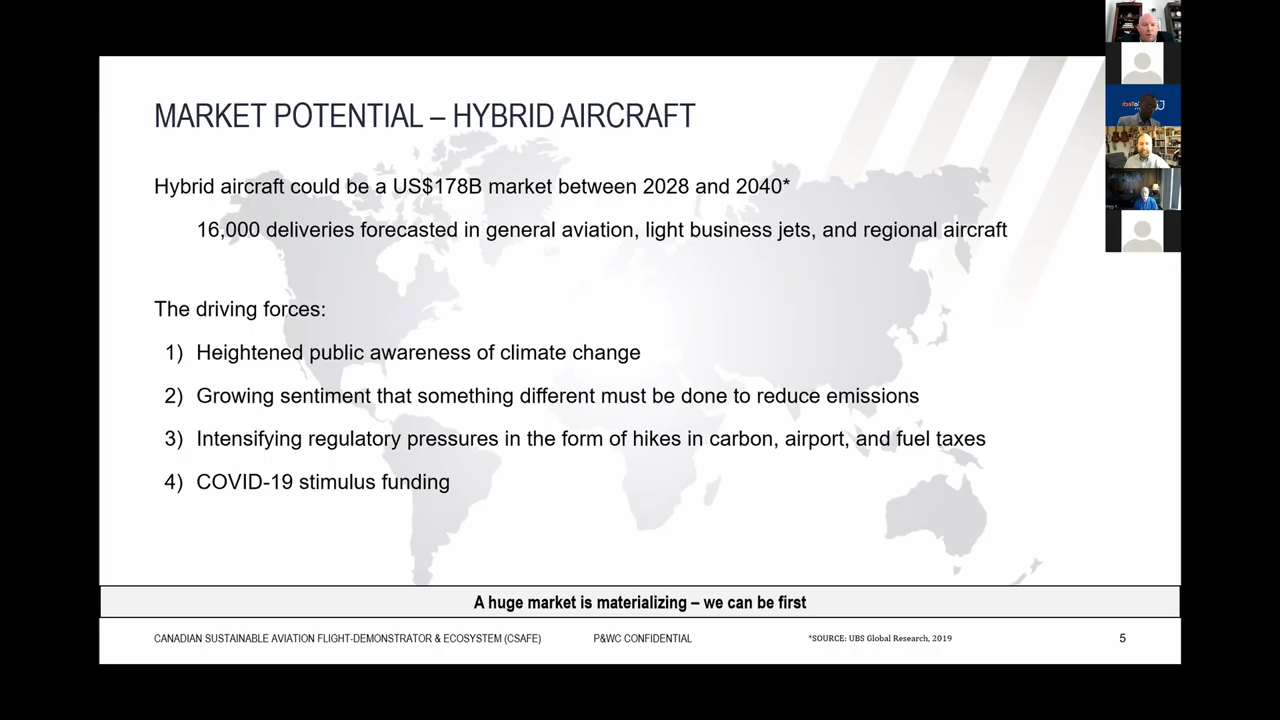 MARKET POTENTIAL – HYBRID AIRCRAFT
Hybrid aircraft could be a US$178B market between 2028 and 2040*
16,000 deliveries forecasted in general aviation, light business jets, and regional aircraft
The driving forces:
1) Heightened public awareness of climate change
2) Growing sentiment that something different must be done to reduce emissions
3) Intensifying regulatory pressures in the form of hikes in carbon, airport, and fuel taxes
4) COVID-19 stimulus funding
A huge market is materializing – we can be first
CANADIAN SUSTAINABLE AVIATION FLIGHT-DEMONSTRATOR & ECOSYSTEM (CSAFE) P&WC CONFIDENTIAL *SOURCE: UBS Global Research, 2019 5